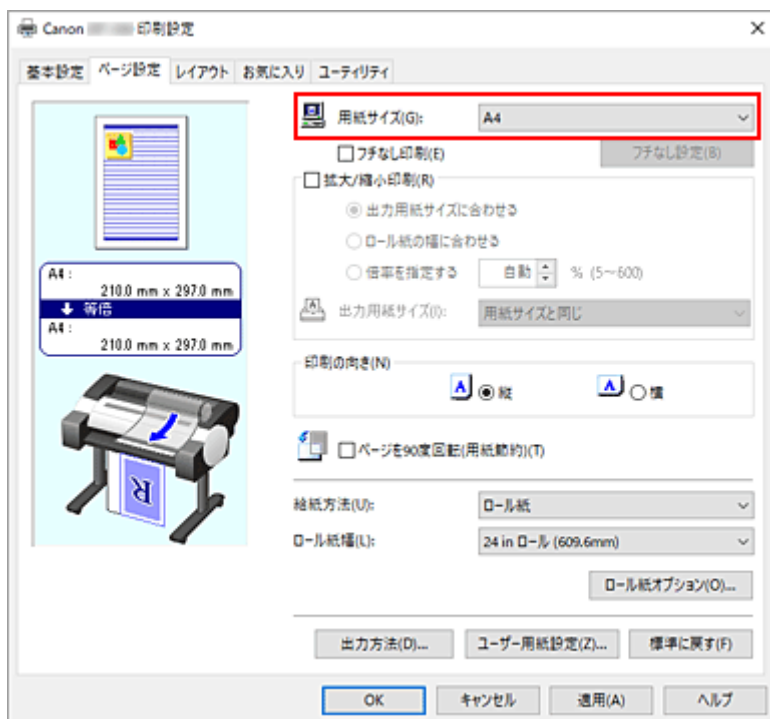 Canon 印刷設定
基本設定 ページ設定 レイアウト お気に入り ユーティリティ
用紙サイズ(G): A4
フチなし印刷(E) フチなし設定(B)
拡大/縮小印刷(R)
出力用紙サイズに合わせる
ロール紙の幅に合わせる
倍率を指定する 自動 % (5～600)
出力用紙サイズ(I): 用紙サイズと同じ
A4 :
210.0 mm x 297.0 mm
等倍
A4 :
210.0 mm x 297.0 mm
R
印刷の向き(N)
A 縦 A 横
ページを90度回転(用紙節約)(T)
給紙方法(U): ロール紙
ロール紙幅(L): 24 in ロール (609.6mm)
ロール紙オプション(O)...
出力方法(D)... ユーザー用紙設定(Z)... 標準に戻す(F)
OK キャンセル 適用(A) ヘルプ